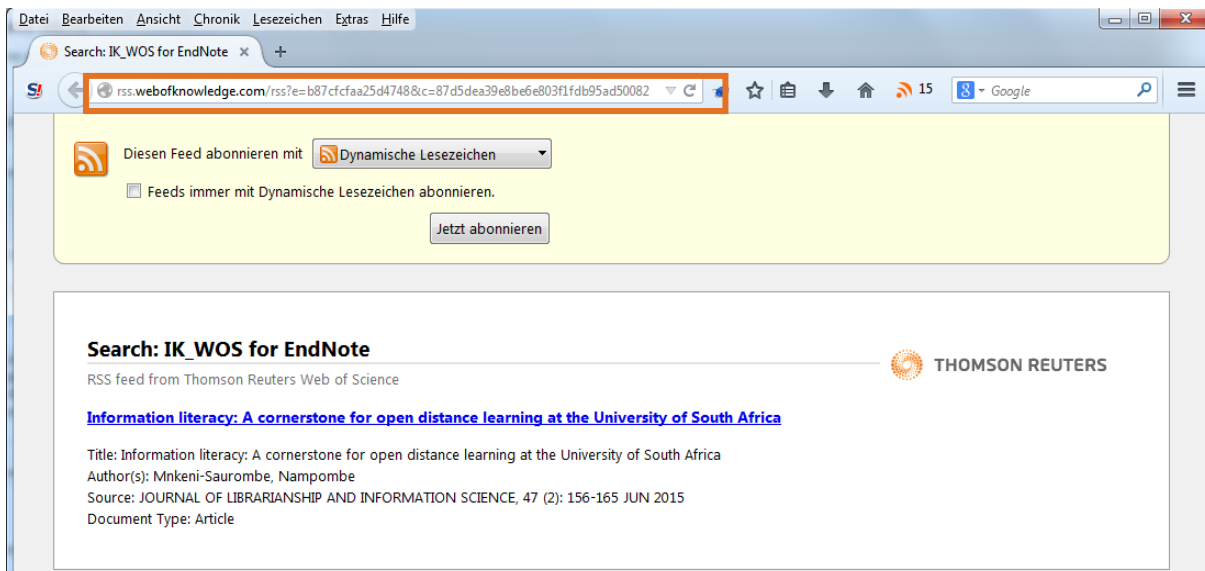 Datei Bearbeiten Ansicht Chronik Lesezeichen Extras Hilfe
Search: IK_WOS for EndNote × +
S! rss.webofknowledge.com/rss?e=b87cfcfaa25d4748&c=87d5dea39e8be6e803f1fdb95ad50082 15 8 Google
Diesen Feed abonnieren mit Dynamische Lesezeichen
Feeds immer mit Dynamische Lesezeichen abonnieren.
Jetzt abonnieren
Search: IK_WOS for EndNote
THOMSON REUTERS
RSS feed from Thomson Reuters Web of Science
Information literacy: A cornerstone for open distance learning at the University of South Africa
Title: Information literacy: A cornerstone for open distance learning at the University of South Africa
Author(s): Mnkeni-Saurombe, Nampombe
Source: JOURNAL OF LIBRARIANSHIP AND INFORMATION SCIENCE, 47 (2): 156-165 JUN 2015
Document Type: Article